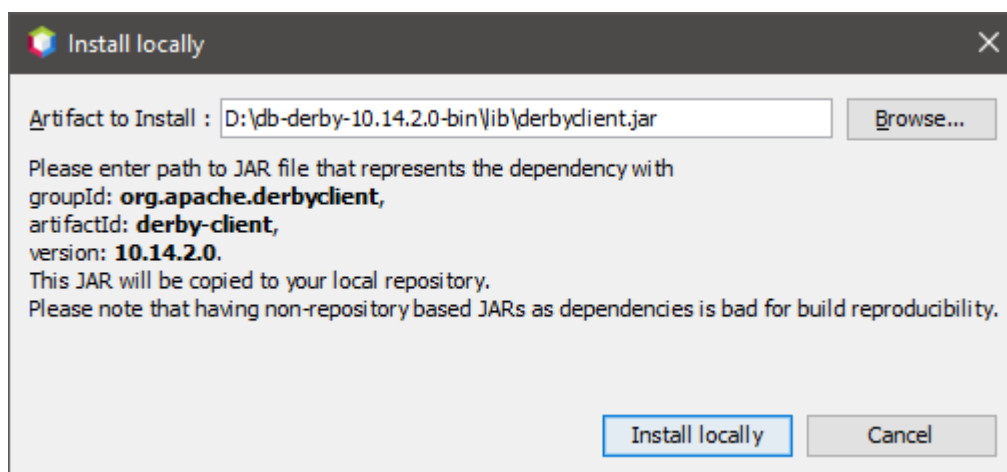 Install locally
Artifact to Install : D:\db-derby-10.14.2.0-bin\lib\derbyclient.jar Browse...
Please enter path to JAR file that represents the dependency with
groupId: org.apache.derbyclient,
artifactId: derby-client,
version: 10.14.2.0.
This JAR will be copied to your local repository.
Please note that having non-repository based JARs as dependencies is bad for build reproducibility.
Install locally Cancel